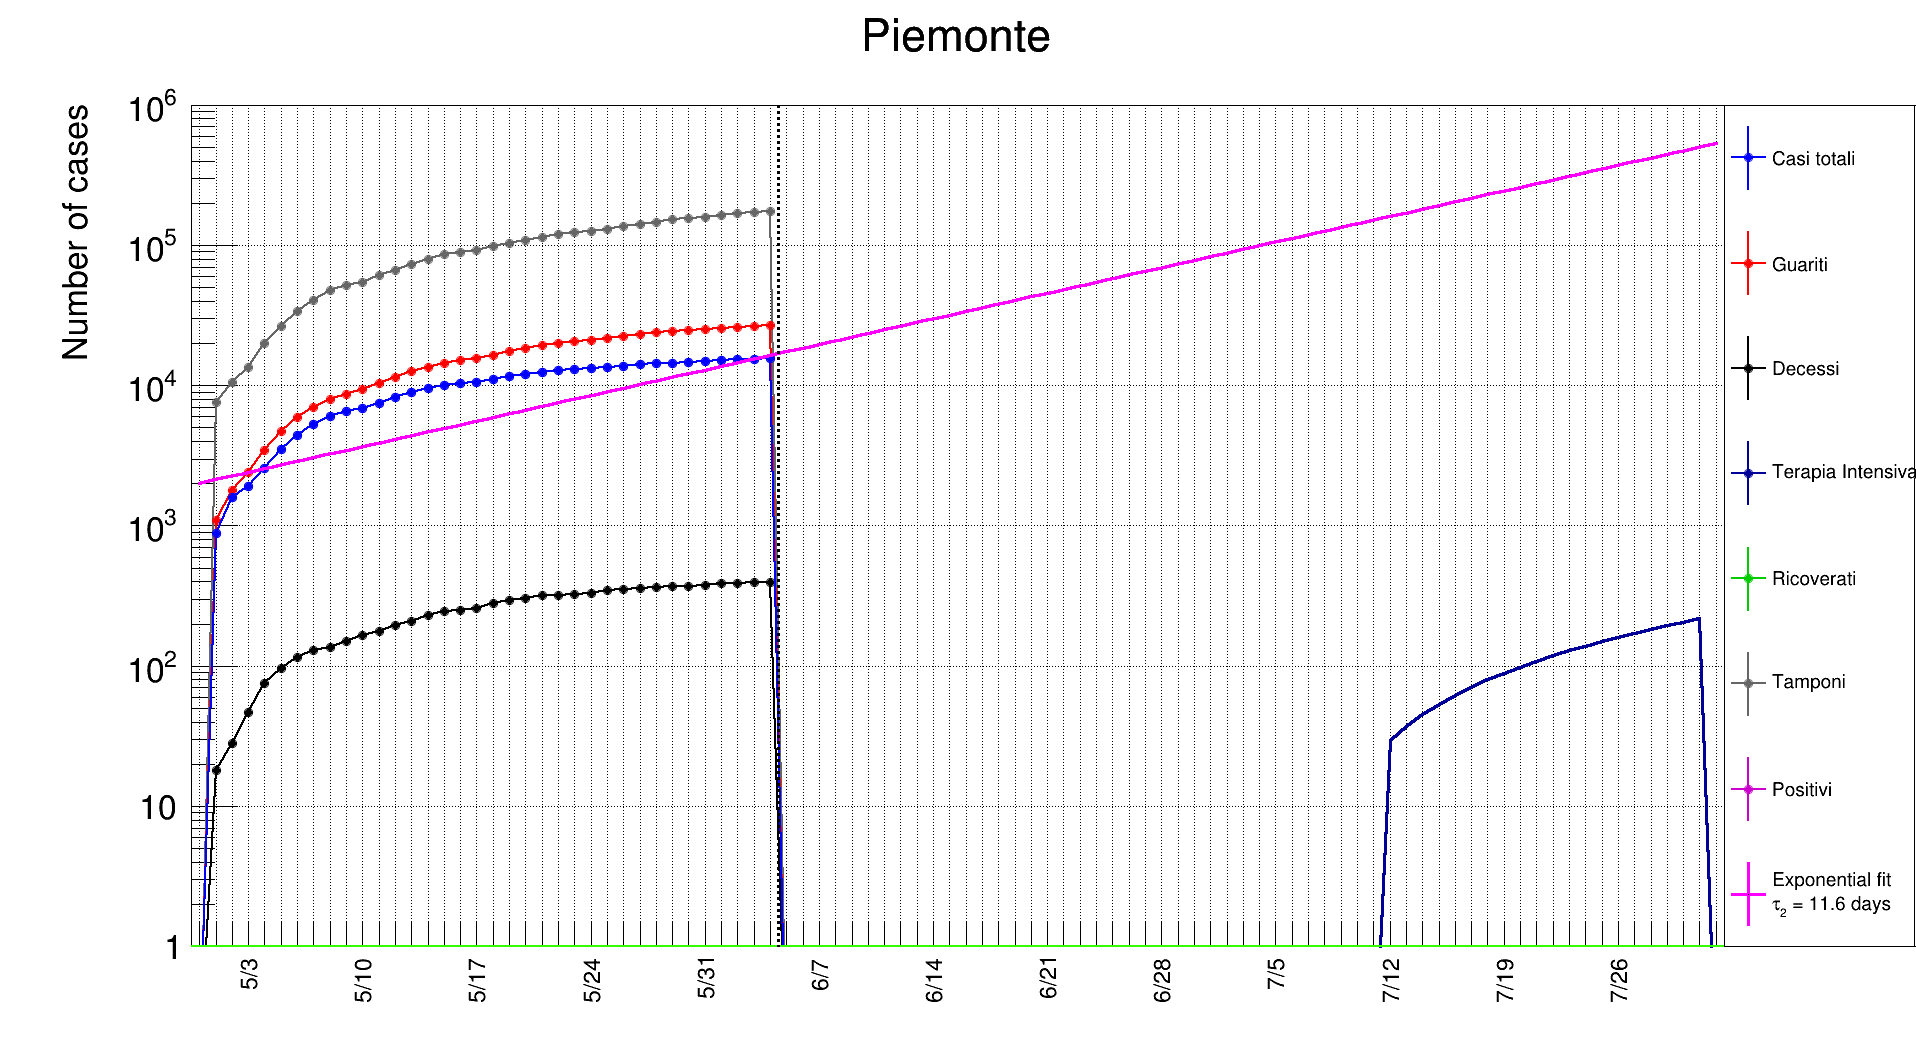 Piemonte
Number of cases
10^6
10^5
10^4
10^3
10^2
10
1
5/3
5/10
5/17
5/24
5/31
6/7
6/14
6/21
6/28
7/5
7/12
7/19
7/26
Casi totali
Guariti
Decessi
Terapia Intensiva
Ricoverati
Tamponi
Positivi
Exponential fit
τ₂ = 11.6 days